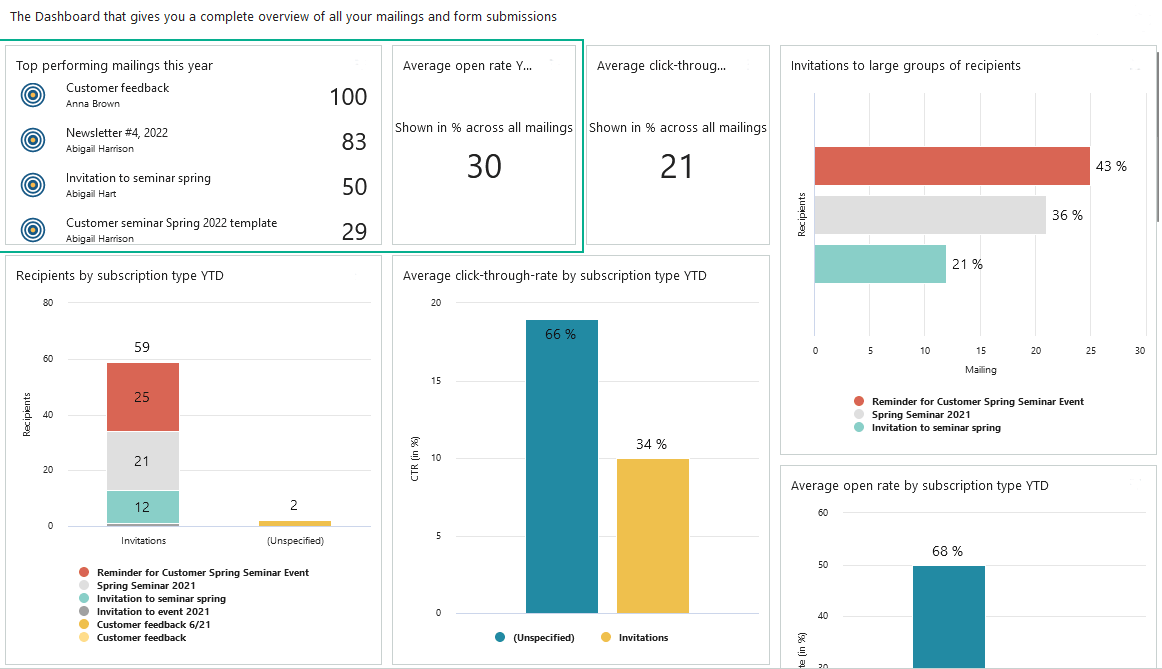 The Dashboard that gives you a complete overview of all your mailings and form submissions
Top performing mailings this year
Customer feedback
Anna Brown
100
Newsletter #4, 2022
Abigail Harrison
83
Invitation to seminar spring
Abigail Hart
50
Customer seminar Spring 2022 template
Abigail Harrison
29
Average open rate Y...
Shown in % across all mailings
30
Average click-throug...
Shown in % across all mailings
21
Invitations to large groups of recipients
Recipients
43 %
36 %
21 %
0 5 10 15 20 25 30
Mailing
Reminder for Customer Spring Seminar Event
Spring Seminar 2021
Invitation to seminar spring
Recipients by subscription type YTD
Recipients
80
60
40
20
0
59
25
21
12
2
Invitations (Unspecified)
Reminder for Customer Spring Seminar Event
Spring Seminar 2021
Invitation to seminar spring
Invitation to event 2021
Customer feedback 6/21
Customer feedback
Average click-through-rate by subscription type YTD
CTR (in %)
20
15
10
5
0
66 %
34 %
(Unspecified) Invitations
Average open rate by subscription type YTD
60
50
40
68 %
te (in %)